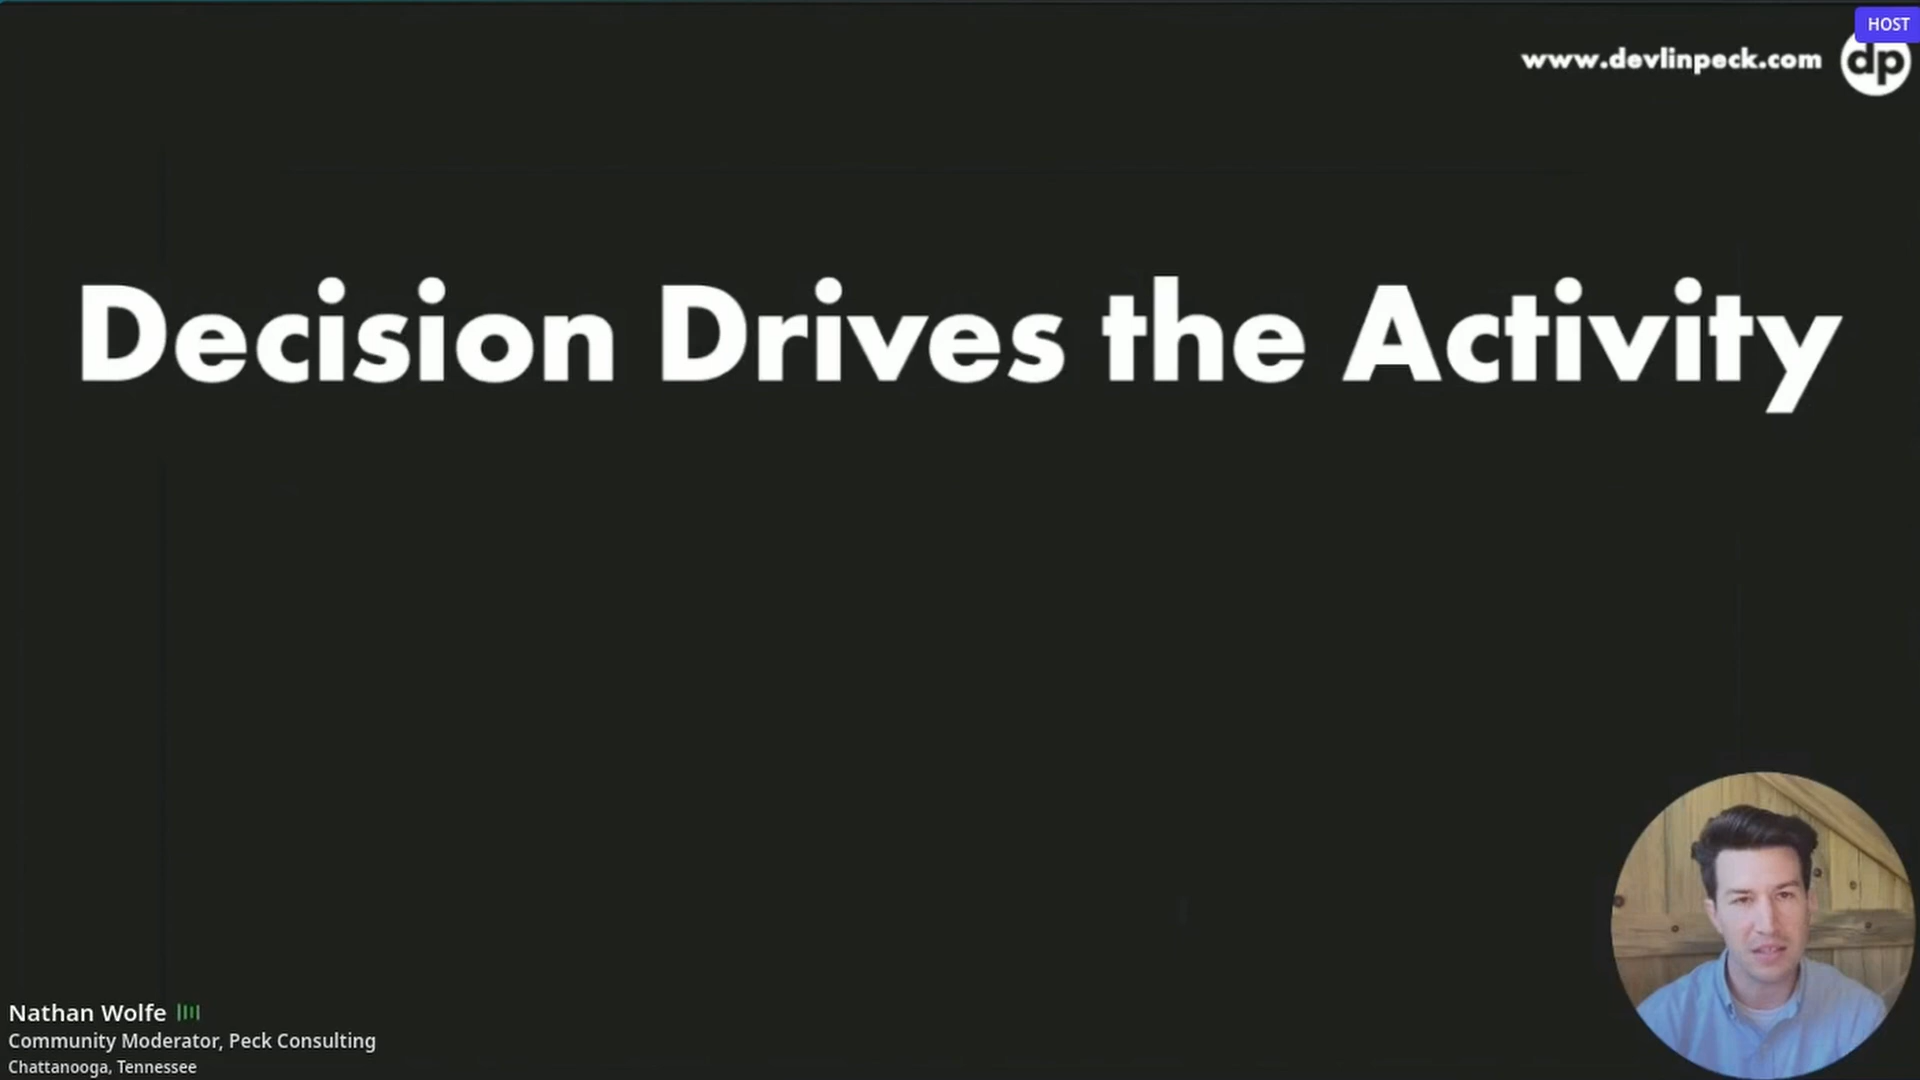 HOST
www.devlinpeck.com dp
Decision Drives the Activity
Nathan Wolfe
Community Moderator, Peck Consulting
Chattanooga, Tennessee